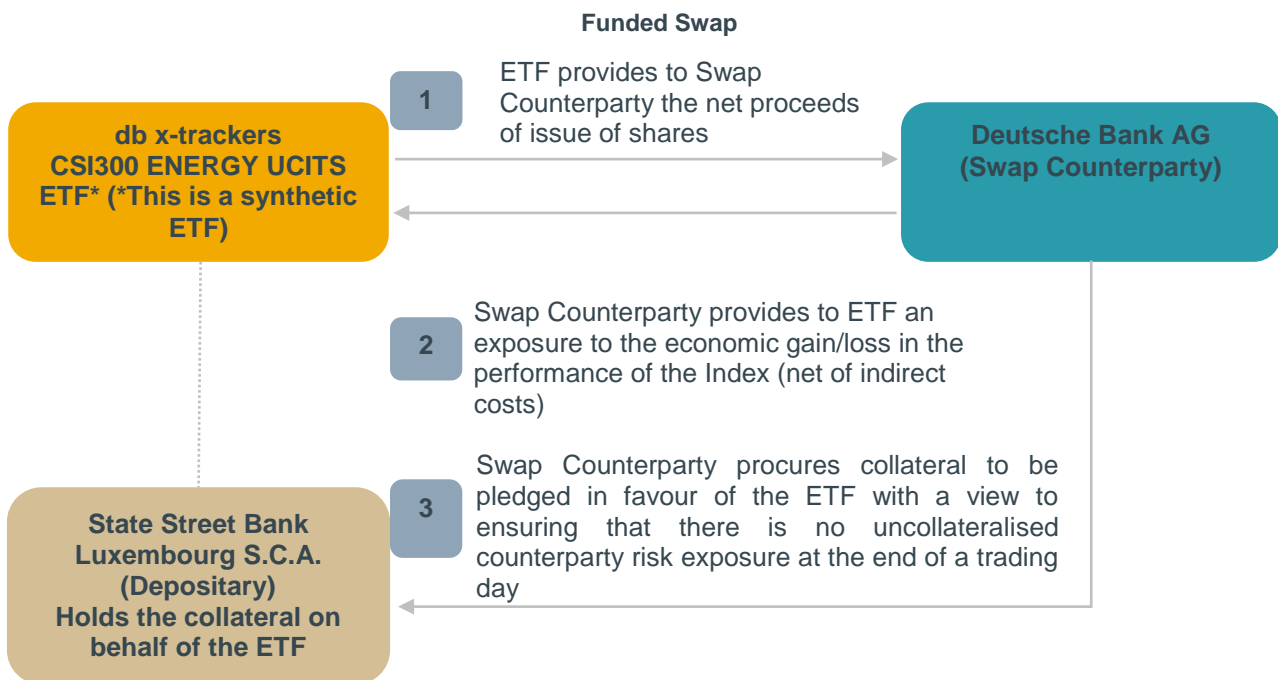 Funded Swap
1
ETF provides to Swap
Counterparty the net proceeds
of issue of shares
db x-trackers
CSI300 ENERGY UCITS
ETF* (*This is a synthetic
ETF)
Deutsche Bank AG
(Swap Counterparty)
2
Swap Counterparty provides to ETF an
exposure to the economic gain/loss in the
performance of the Index (net of indirect
costs)
3
Swap Counterparty procures collateral to be
pledged in favour of the ETF with a view to
ensuring that there is no uncollateralised
counterparty risk exposure at the end of a trading
day
State Street Bank
Luxembourg S.C.A.
(Depositary)
Holds the collateral on
behalf of the ETF